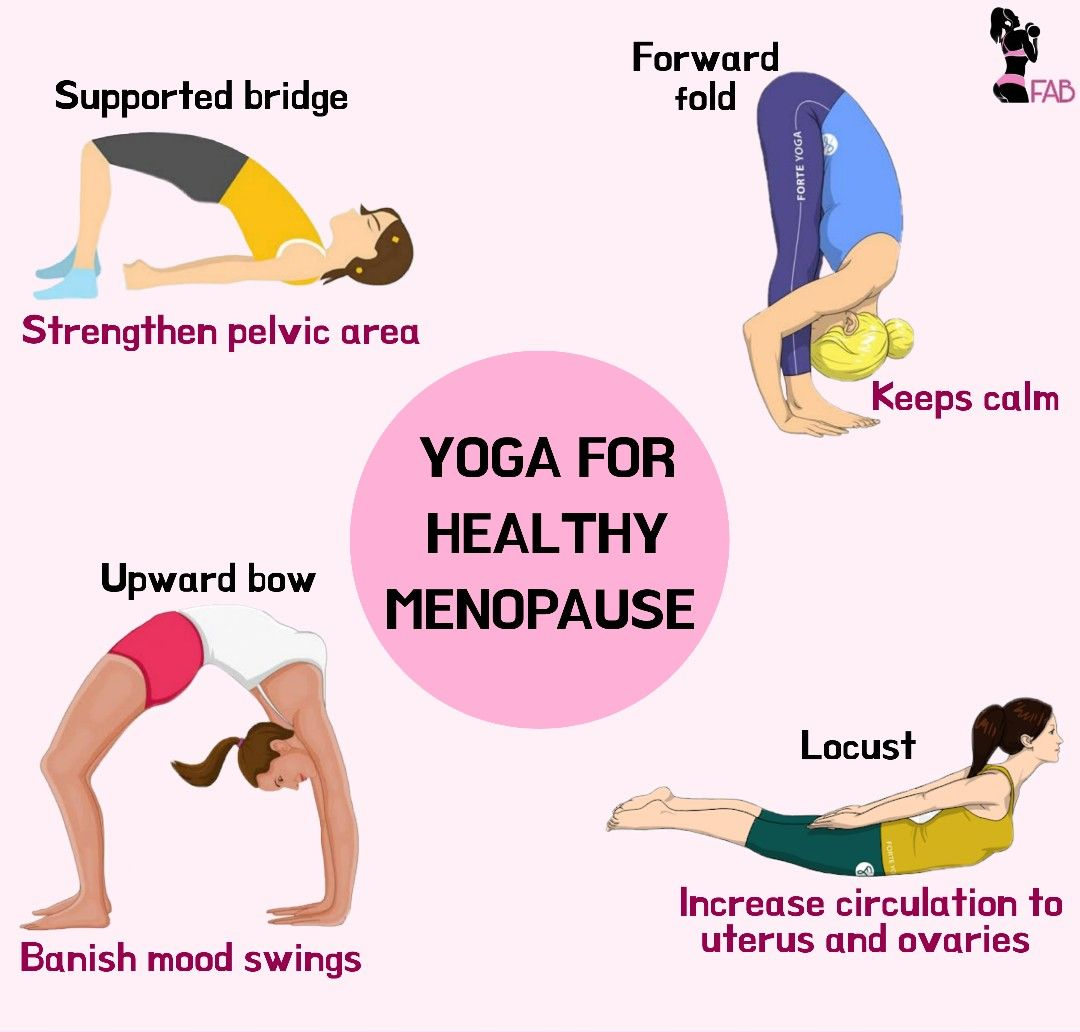 Supported bridge
Strengthen pelvic area
Forward
fold
FORTE YOGA
Keeps calm
FAB
YOGA FOR
HEALTHY
MENOPAUSE
Upward bow
Banish mood swings
Locust
Increase circulation to
uterus and ovaries